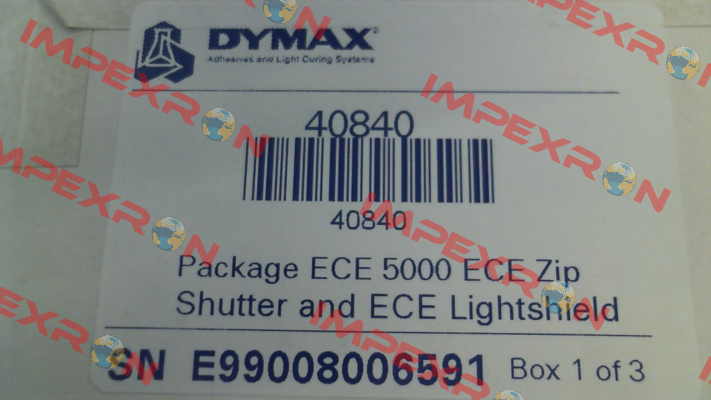 DYMAX®
Adhesives and Light Curing Systems
40840
40840
Package ECE 5000 ECE Zip
Shutter and ECE Lightshield
SN E99008006591 Box 1 of 3
IMPEXRON
IMPEXRON
IMPEXRON
IMPEXRON
IMPEXRON
IMPEXRON